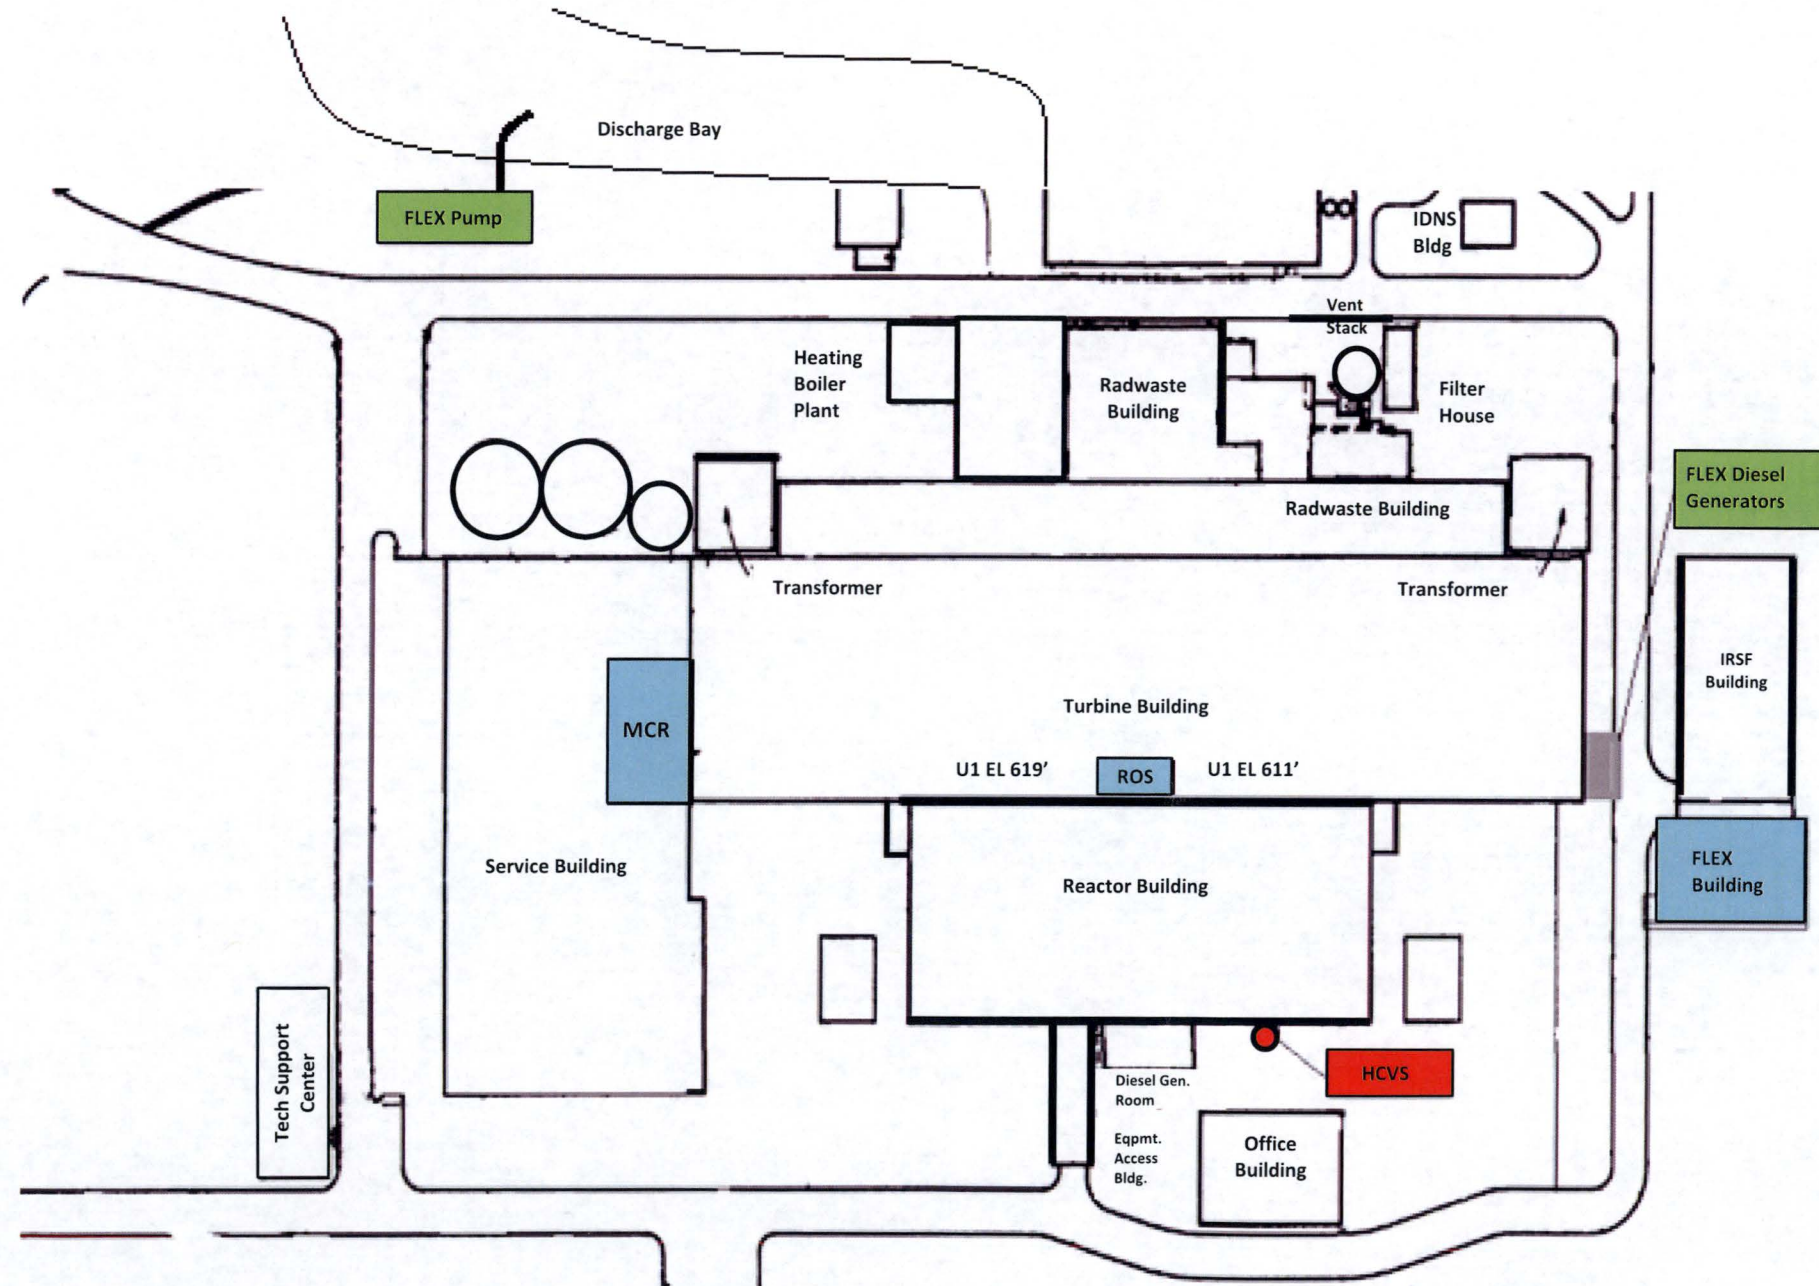 Discharge Bay
FLEX Pump
IDNS
Bldg
Vent
Stack
Heating
Boiler
Plant
Radwaste
Building
Filter
House
FLEX Diesel
Generators
Radwaste Building
Transformer
Transformer
IRSF
Building
MCR
Turbine Building
U1 EL 619’
ROS
U1 EL 611’
Service Building
Reactor Building
FLEX
Building
Tech Support
Center
HCVS
Diesel Gen.
Room
Eqpmt.
Access
Bldg.
Office
Building